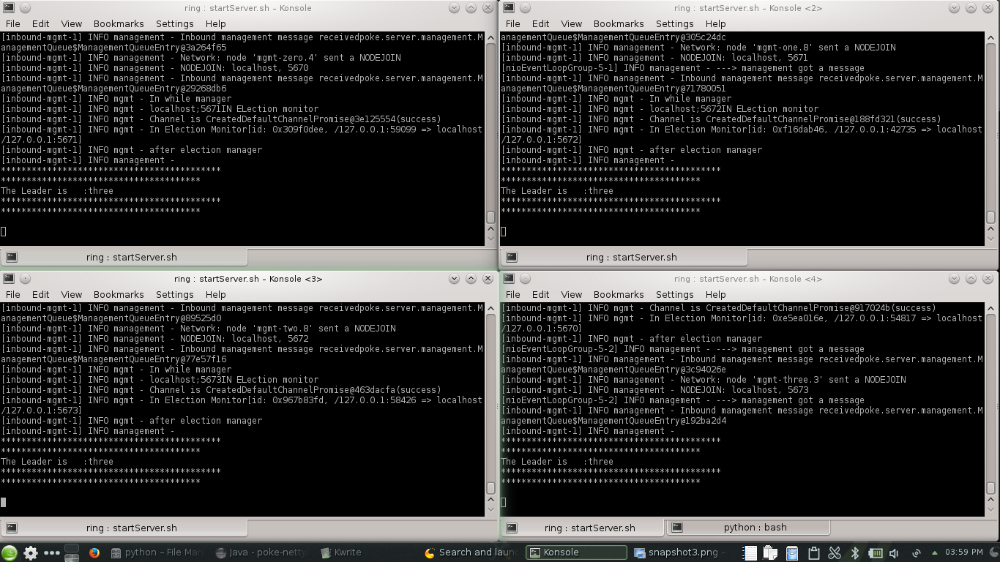 ring : startServer.sh – Konsole
File Edit View Bookmarks Settings Help
[inbound-mgmt-1] INFO management - Inbound management message receivedpoke.server.management.M
anagementQueue$ManagementQueueEntry@3a264f65
[inbound-mgmt-1] INFO management - Network: node 'mgmt-zero.4' sent a NODEJOIN
[inbound-mgmt-1] INFO management - NODEJOIN: localhost, 5670
[inbound-mgmt-1] INFO management - Inbound management message receivedpoke.server.management.M
anagementQueue$ManagementQueueEntry@29268db6
[inbound-mgmt-1] INFO mgmt - In while manager
[inbound-mgmt-1] INFO mgmt - localhost;5671IN ELection monitor
[inbound-mgmt-1] INFO mgmt - Channel is CreatedDefaultChannelPromise@3e125554(success)
[inbound-mgmt-1] INFO mgmt - In Election Monitor[id: 0x309f0dee, /127.0.0.1:59099 => localhost
/127.0.0.1:5671]
[inbound-mgmt-1] INFO mgmt - after election manager
[inbound-mgmt-1] INFO management -
*******************************************
***************************************
The Leader is   :three
*******************************************
***************************************
ring : startServer.sh
ring : startServer.sh – Konsole <2>
File Edit View Bookmarks Settings Help
anagementQueue$ManagementQueueEntry@305c24dc
[inbound-mgmt-1] INFO management - Network: node 'mgmt-one.8' sent a NODEJOIN
[inbound-mgmt-1] INFO management - NODEJOIN: localhost, 5671
[nioEventLoopGroup-5-1] INFO management - ---> management got a message
[inbound-mgmt-1] INFO management - Inbound management message receivedpoke.server.management.M
anagementQueue$ManagementQueueEntry@71780051
[inbound-mgmt-1] INFO mgmt - In while manager
[inbound-mgmt-1] INFO mgmt - localhost;5672IN ELection monitor
[inbound-mgmt-1] INFO mgmt - Channel is CreatedDefaultChannelPromise@188fd321(success)
[inbound-mgmt-1] INFO mgmt - In Election Monitor[id: 0xf16dab46, /127.0.0.1:42735 => localhost
/127.0.0.1:5672]
[inbound-mgmt-1] INFO mgmt - after election manager
[inbound-mgmt-1] INFO management -
*******************************************
***************************************
The Leader is   :three
*******************************************
***************************************
ring : startServer.sh
ring : startServer.sh – Konsole <3>
File Edit View Bookmarks Settings Help
[inbound-mgmt-1] INFO management - Inbound management message receivedpoke.server.management.M
anagementQueue$ManagementQueueEntry@89525d0
[inbound-mgmt-1] INFO management - Network: node 'mgmt-two.8' sent a NODEJOIN
[inbound-mgmt-1] INFO management - NODEJOIN: localhost, 5672
[inbound-mgmt-1] INFO management - Inbound management message receivedpoke.server.management.M
anagementQueue$ManagementQueueEntry@77e57f16
[inbound-mgmt-1] INFO mgmt - In while manager
[inbound-mgmt-1] INFO mgmt - localhost;5673IN ELection monitor
[inbound-mgmt-1] INFO mgmt - Channel is CreatedDefaultChannelPromise@463dacfa(success)
[inbound-mgmt-1] INFO mgmt - In Election Monitor[id: 0x967b83fd, /127.0.0.1:58426 => localhost
/127.0.0.1:5673]
[inbound-mgmt-1] INFO mgmt - after election manager
[inbound-mgmt-1] INFO management -
*******************************************
***************************************
The Leader is   :three
*******************************************
***************************************
ring : startServer.sh
ring : startServer.sh – Konsole <4>
File Edit View Bookmarks Settings Help
[inbound-mgmt-1] INFO mgmt - Channel is CreatedDefaultChannelPromise@917024b(success)
[inbound-mgmt-1] INFO mgmt - In Election Monitor[id: 0xe5ea016e, /127.0.0.1:54817 => localhost
/127.0.0.1:5670]
[inbound-mgmt-1] INFO mgmt - after election manager
[nioEventLoopGroup-5-2] INFO management - ---> management got a message
[inbound-mgmt-1] INFO management - Inbound management message receivedpoke.server.management.M
anagementQueue$ManagementQueueEntry@3c94026e
[inbound-mgmt-1] INFO management - Network: node 'mgmt-three.3' sent a NODEJOIN
[inbound-mgmt-1] INFO management - NODEJOIN: localhost, 5673
[nioEventLoopGroup-5-2] INFO management - ---> management got a message
[inbound-mgmt-1] INFO management - Inbound management message receivedpoke.server.management.M
anagementQueue$ManagementQueueEntry@192ba2d4
[inbound-mgmt-1] INFO management -
*******************************************
***************************************
The Leader is   :three
*******************************************
***************************************
ring : startServer.sh
python : bash
python – File Man
Java - poke-netty
Kwrite
Search and laun
Konsole
snapshot3.png –
03:59 PM